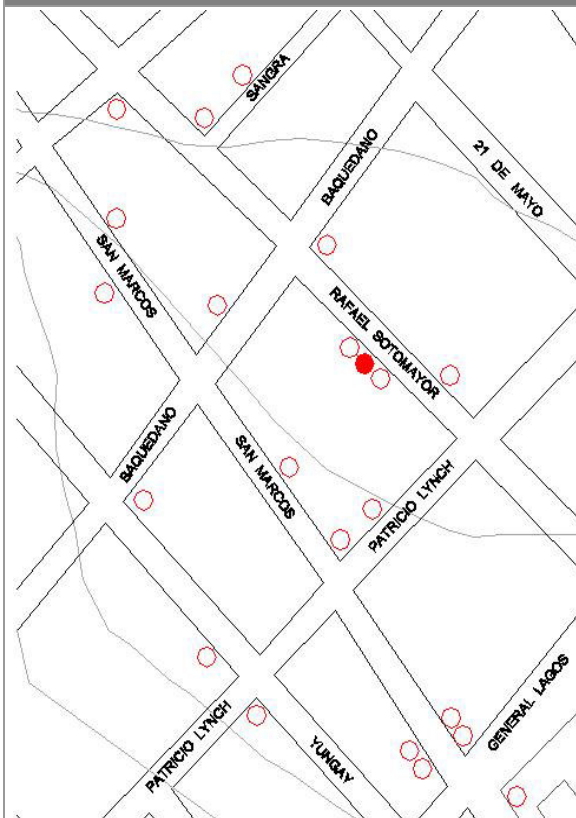 SANGRA
BAQUEDANO
21 DE MAYO
SAN MARCOS
RAFAEL SOTOMAYOR
BAQUEDANO
SAN MARCOS
PATRICIO LYNCH
GENERAL LAGOS
PATRICIO LYNCH
YUNGAY